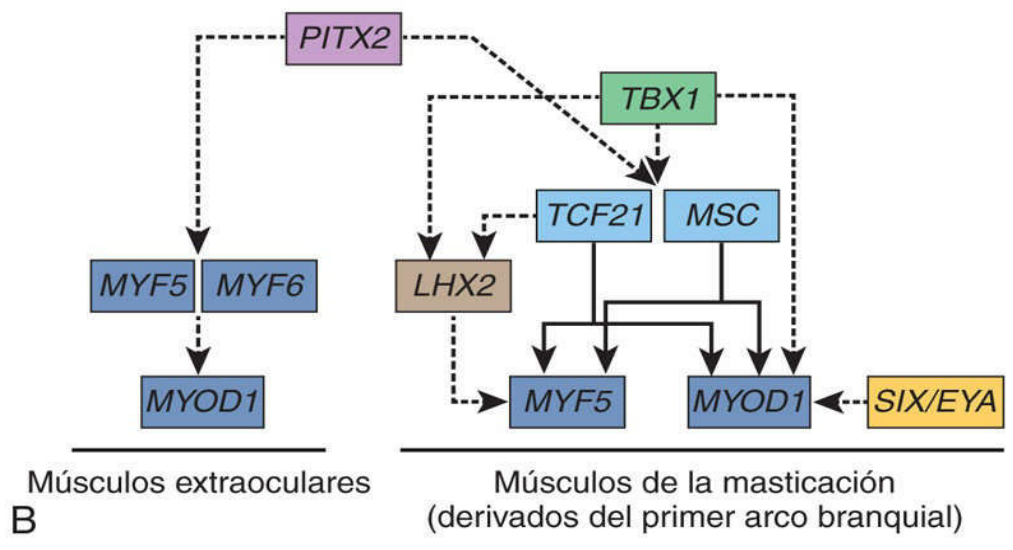 PITX2
TBX1
TCF21 MSC
MYF5 MYF6 LHX2
MYOD1 MYF5 MYOD1 SIX/EYA
Músculos extraoculares
Músculos de la masticación
(derivados del primer arco branquial)
B